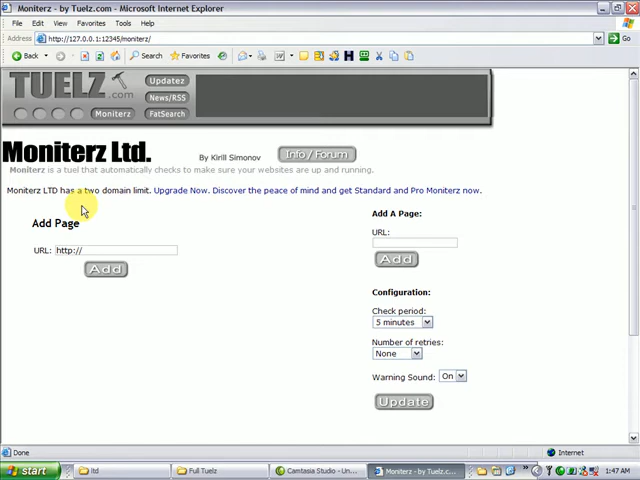 Moniterz - by Tuelz.com - Microsoft Internet Explorer
File Edit View Favorites Tools Help
Address http://127.0.0.1:12345/moniterz/ Go
Back Search Favorites
TUELZ.com
Updatez
News/RSS
Moniterz FatSearch
Moniterz Ltd. By Kirill Simonov Info / Forum
Moniterz is a tuel that automatically checks to make sure your websites are up and running.
Moniterz LTD has a two domain limit. Upgrade Now. Discover the peace of mind and get Standard and Pro Moniterz now.
Add Page
URL: http://
Add
Add A Page:
URL:
Add
Configuration:
Check period:
5 minutes
Number of retries:
None
Warning Sound: On
Update
Done Internet
start ltd Full Tuelz Camtasia Studio - Un... Moniterz - by Tuelz.c... 1:47 AM